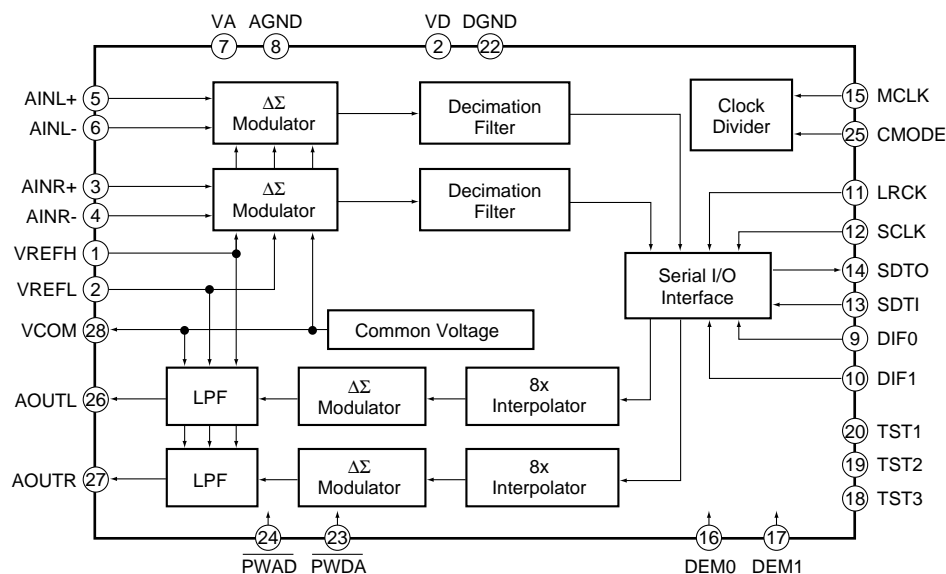 VA AGND VD DGND
7 8 2 22
AINL+ 5
AINL- 6
ΔΣ
Modulator
Decimation
Filter
Clock
Divider
15 MCLK
25 CMODE
AINR+ 3
AINR- 4
ΔΣ
Modulator
Decimation
Filter
11 LRCK
12 SCLK
VREFH 1
VREFL 2
Serial I/O
Interface
14 SDTO
13 SDTI
VCOM 28
Common Voltage
9 DIF0
10 DIF1
AOUTL 26
LPF
ΔΣ
Modulator
8x
Interpolator
20 TST1
19 TST2
18 TST3
AOUTR 27
LPF
ΔΣ
Modulator
8x
Interpolator
24 23 16 17
PWAD PWDA DEM0 DEM1